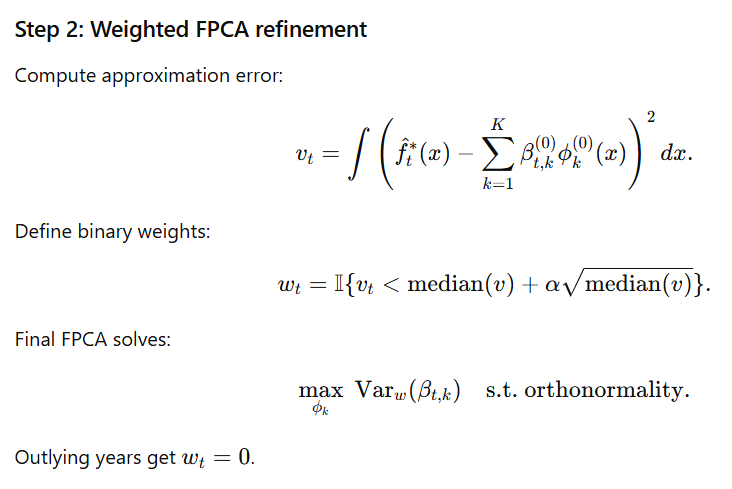 Step 2: Weighted FPCA refinement
Compute approximation error:
$$v_t = \int \left( \hat{f}_t^*(x) - \sum_{k=1}^{K} \beta_{t,k}^{(0)} \phi_k^{(0)}(x) \right)^2 dx.$$
Define binary weights:
$$w_t = \mathbb{I}\{v_t < \text{median}(v) + \alpha\sqrt{\text{median}(v)}\}.$$
Final FPCA solves:
$$\max_{\phi_k} \text{Var}_w(\beta_{t,k}) \quad \text{s.t. orthonormality.}$$
Outlying years get $w_t = 0$.